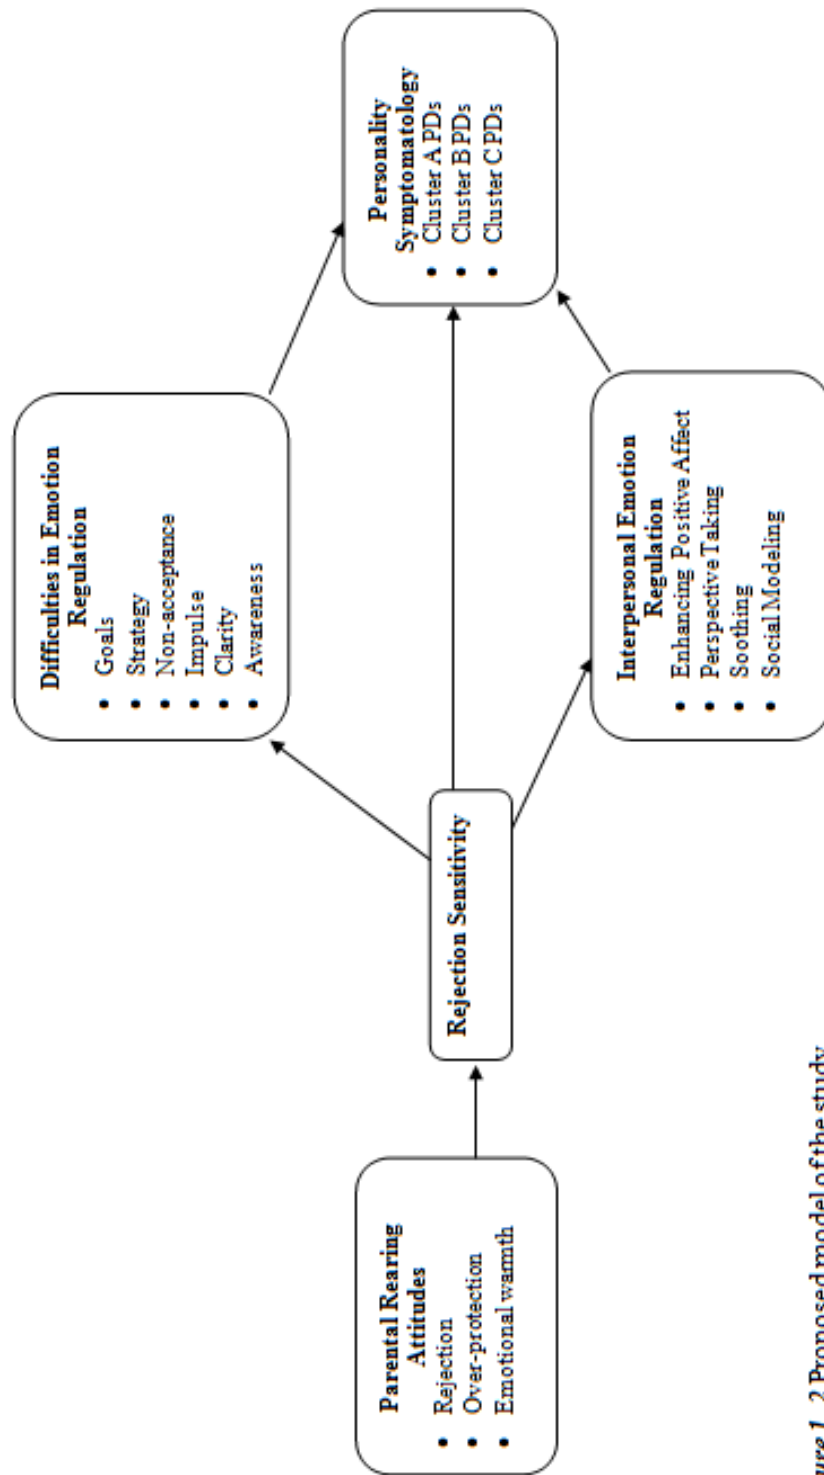 Parental Rearing
Attitudes
• Rejection
• Over-protection
• Emotional warmth
Rejection Sensitivity
Difficulties in Emotion
Regulation
• Goals
• Strategy
• Non-acceptance
• Impulse
• Clarity
• Awareness
Interpersonal Emotion
Regulation
• Enhancing Positive Affect
• Perspective Taking
• Soothing
• Social Modeling
Personality
Symptomatology
• Cluster A PDs
• Cluster B PDs
• Cluster C PDs
ure 1. 2 Proposed model of the study